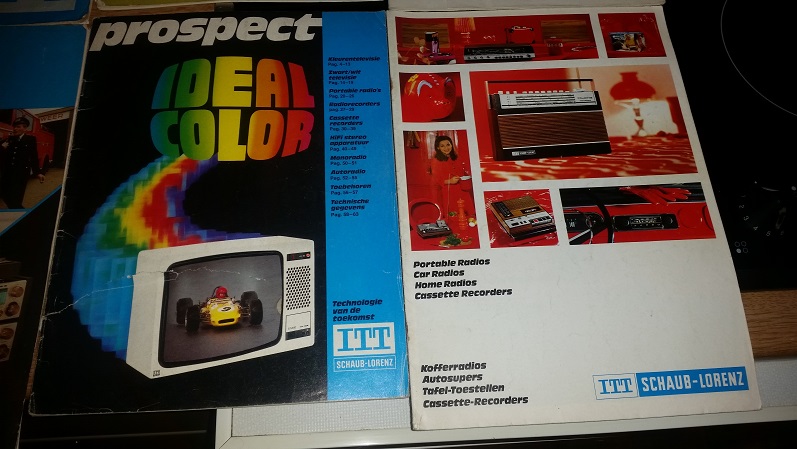 prospect
IDEAL
COLOR
Kleurentelevisie
Zwart/wit
televisie
Portable radio's
Radiorecorders
Cassette
recorders
HiFi stereo
apparatuur
Autoradio
Toebehoren
Technische
gegevens
Technologie
van de
toekomst
ITT
SCHAUB-LORENZ
Portable Radios
Car Radios
Home Radios
Cassette Recorders
Kofferradios
Autosupers
Tafel-Toestellen
Cassette-Recorders
ITT SCHAUB-LORENZ